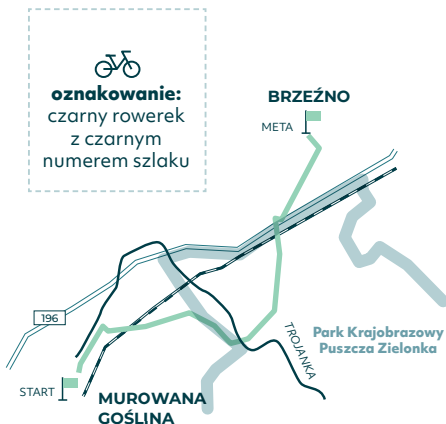 oznakowanie:
czarny rowerek
z czarnym
numerem szlaku
BRZEŹNO
META
196
TROJANKA
Park Krajobrazowy
Puszcza Zielonka
START
MUROWANA
GOŚLINA